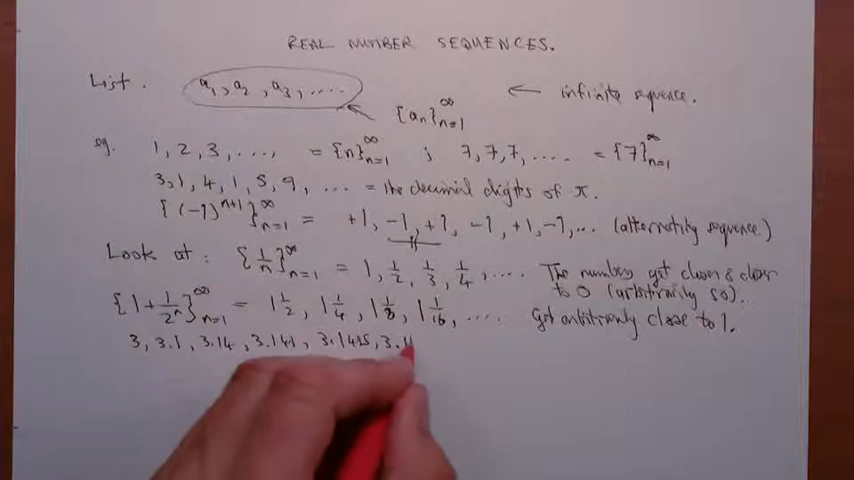 REAL NUMBER SEQUENCES.
List. a₁, a₂, a₃, ..... ← infinite sequence.
{aₙ}ₙ₌₁^∞
eg. 1, 2, 3, ...., = {n}ₙ₌₁^∞ ; 7, 7, 7, .... = {7}ₙ₌₁^∞
3, 1, 4, 1, 5, 9, ... = the decimal digits of π.
{(-1)ⁿ⁺¹}ₙ₌₁^∞ = +1, -1, +1, -1, +1, -1, ... (alternating sequence)
Look at: {1/n}ₙ₌₁^∞ = 1, 1/2, 1/3, 1/4, .... The numbers get closer & closer
to 0 (arbitrarily so).
{1 + 1/2ⁿ}ₙ₌₁^∞ = 1 1/2, 1 1/4, 1 1/8, 1 1/16, .... Get arbitrarily close to 1.
3, 3.1, 3.14, 3.141, 3.1415, 3.1